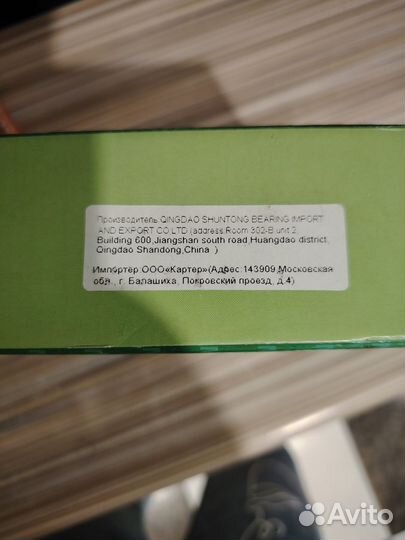 Производитель QINGDAO SHUNTONG BEARING IMPORT
AND EXPORT CO.LTD (address:Room 302-B,unit 2,
Building 600,Jiangshan south road,Huangdao district,
Qingdao Shandong,China .)
Импортёр ООО«Картер»(Адрес:143909,Московская
обл., г. Балашиха, Покровский проезд, д.4)
Avito